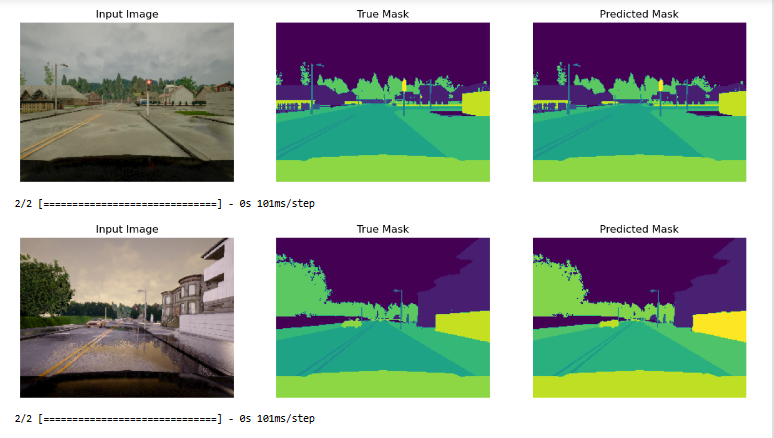 Input Image True Mask Predicted Mask
2/2 [==============================] - 0s 101ms/step
Input Image True Mask Predicted Mask
2/2 [==============================] - 0s 101ms/step